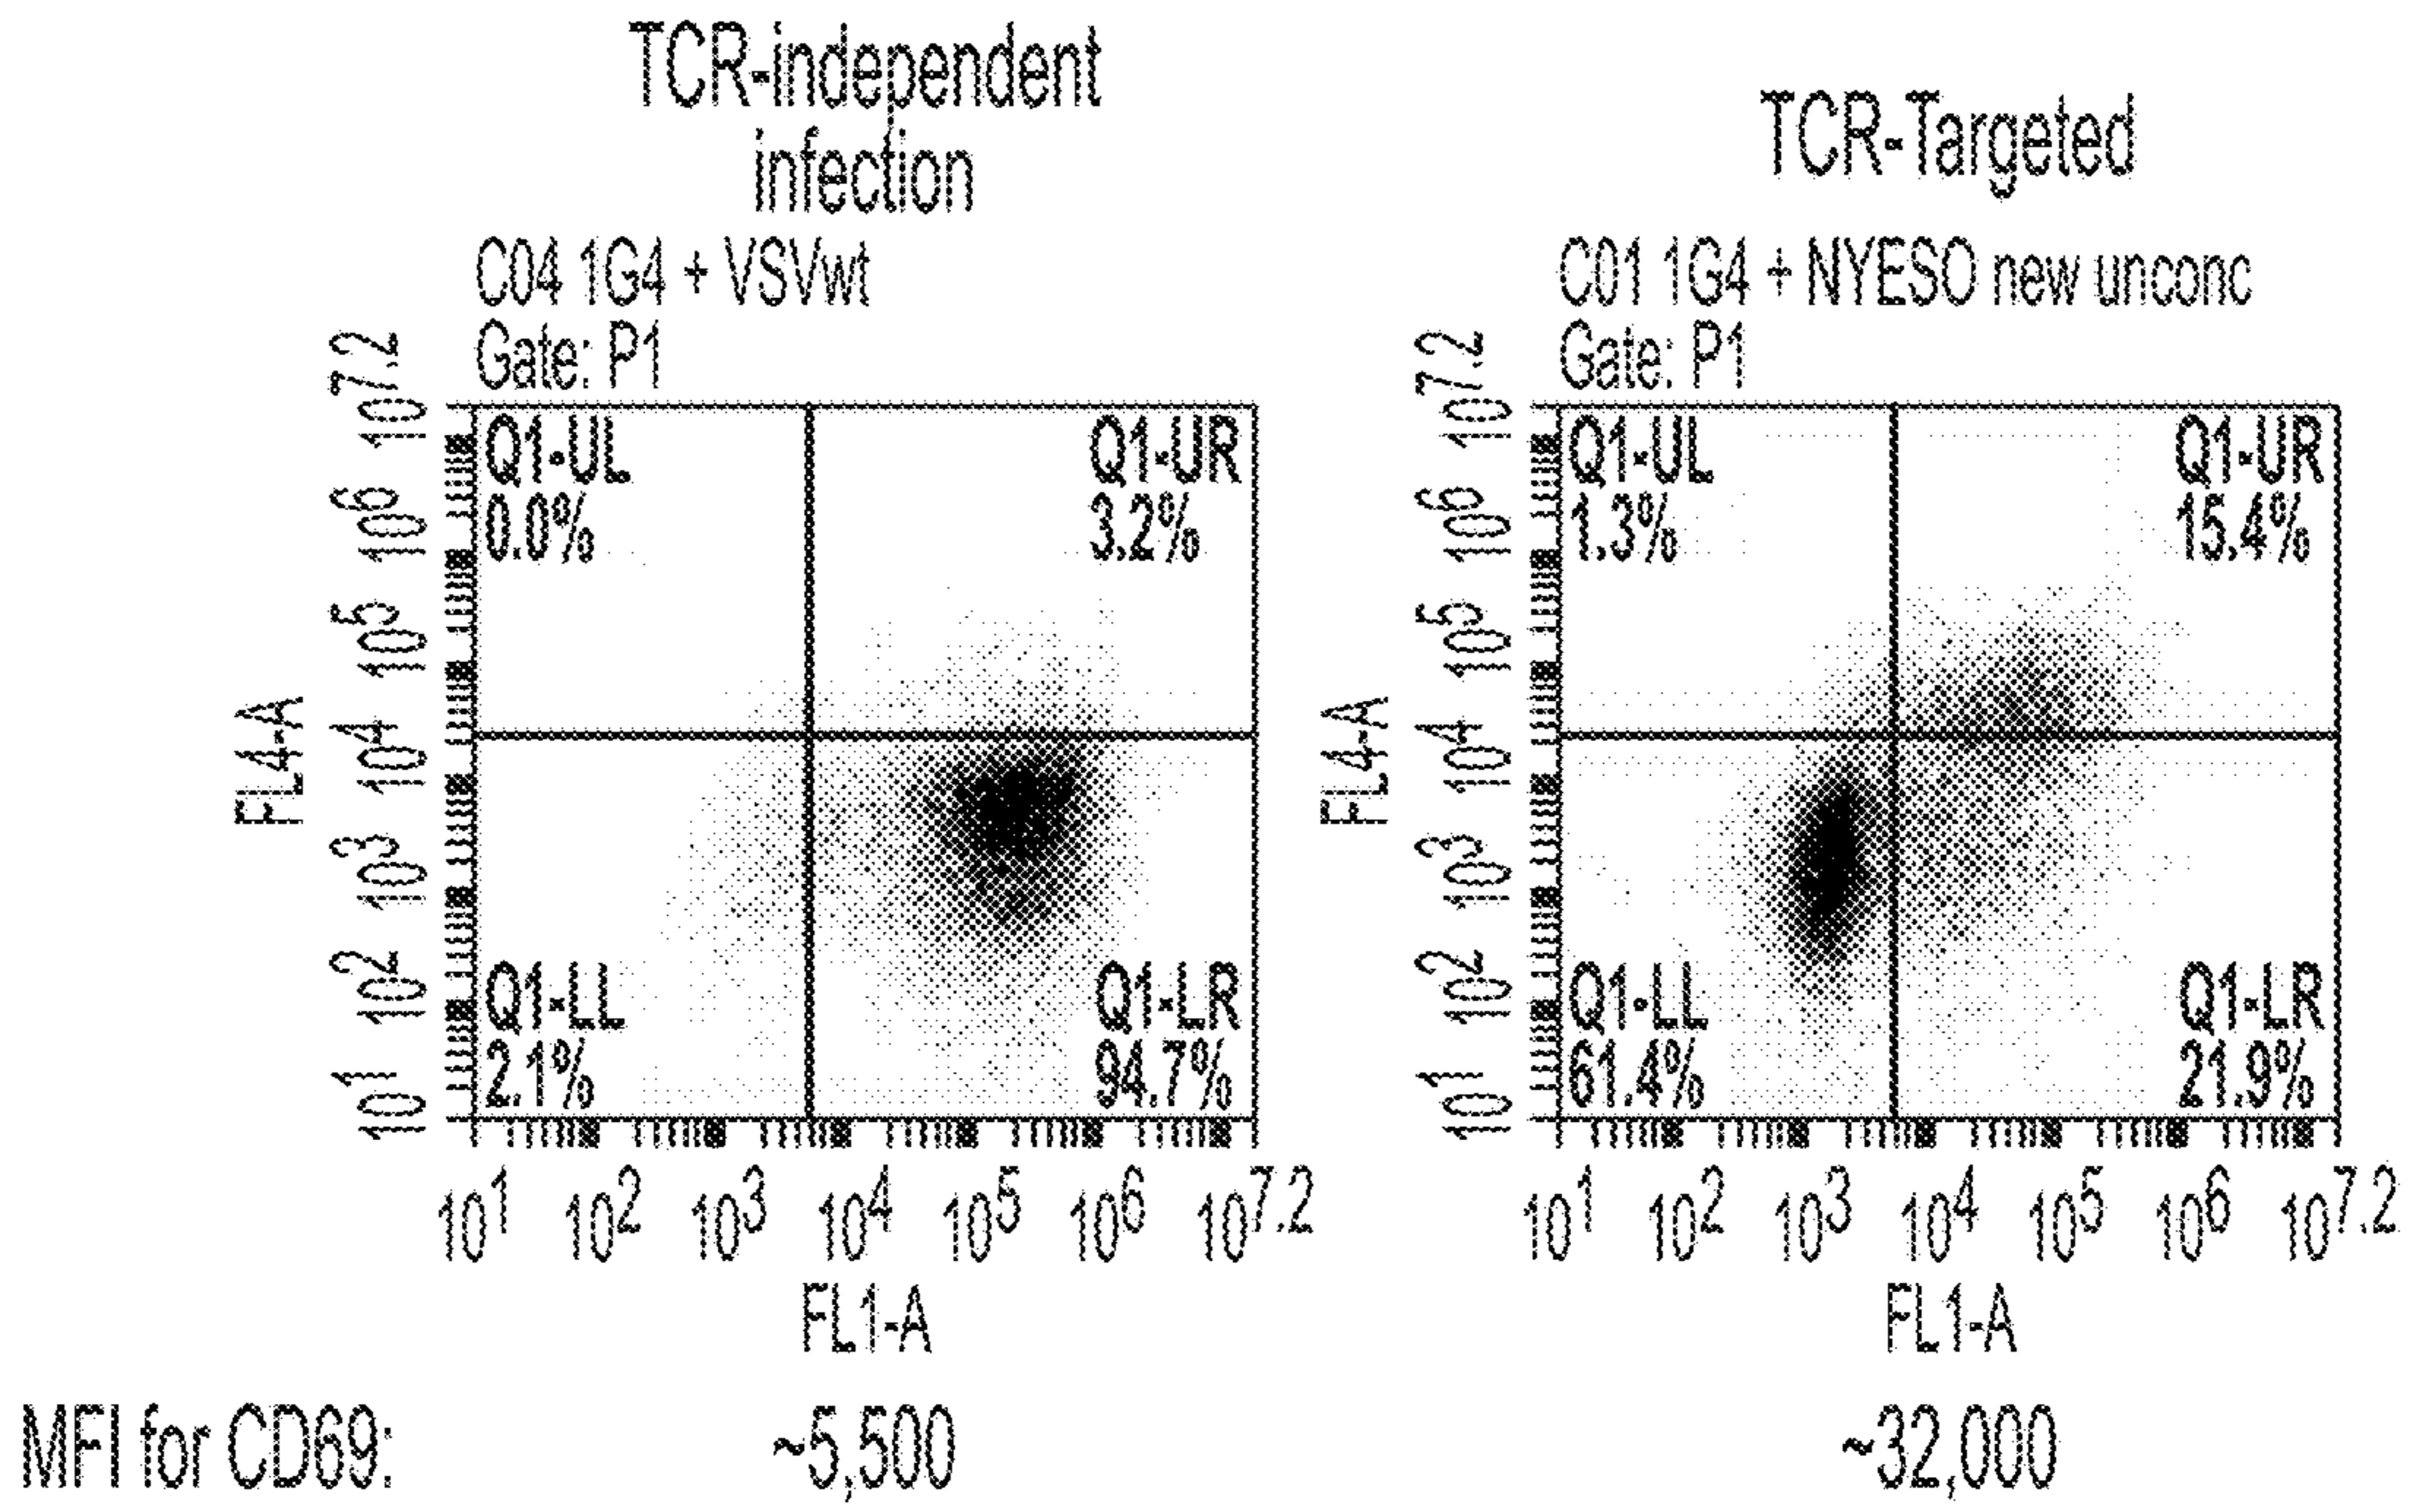 TCR-independent
infection
C04 1G4 + VSVwt
Gate: P1
Q1-UL
0.0%
Q1-UR
3.2%
Q1-LL
2.1%
Q1-LR
94.7%
FL4-A
10^7.2
10^6
10^5
10^4
10^3
10^2
10^1
10^1 10^2 10^3 10^4 10^5 10^6 10^7.2
FL1-A
TCR-Targeted
C01 1G4 + NYESO new unconc
Gate: P1
Q1-UL
1.3%
Q1-UR
15.4%
Q1-LL
61.4%
Q1-LR
21.9%
FL4-A
10^7.2
10^6
10^5
10^4
10^3
10^2
10^1
10^1 10^2 10^3 10^4 10^5 10^6 10^7.2
FL1-A
MFI for CD69: ~5,500 ~32,000